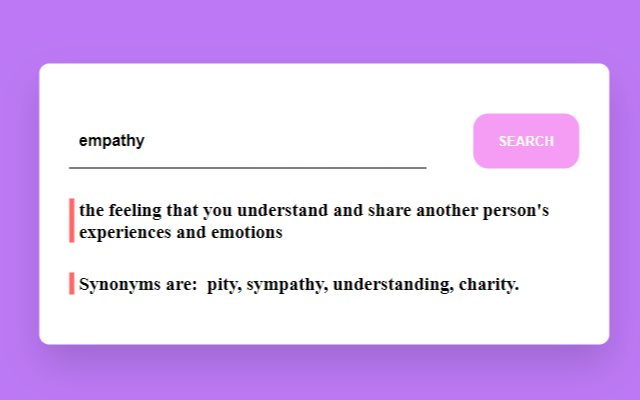 empathy
SEARCH
the feeling that you understand and share another person's
experiences and emotions
Synonyms are:  pity, sympathy, understanding, charity.